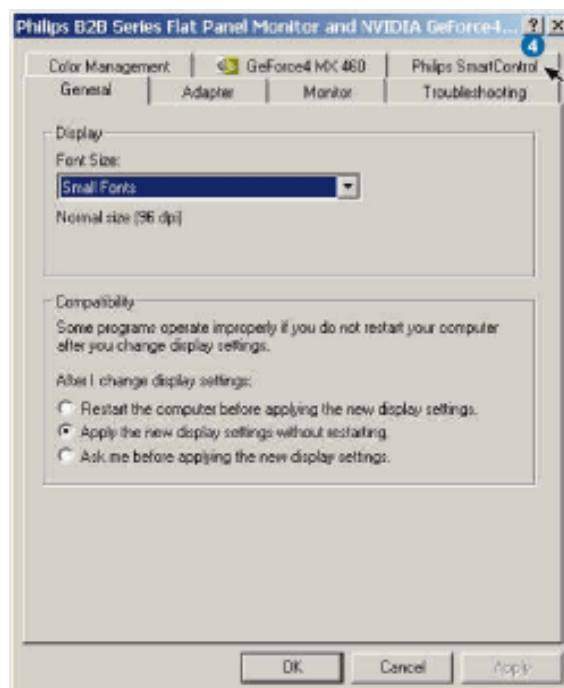 Philips B2B Series Flat Panel Monitor and NVIDIA GeForce4... ? X
4
Color Management GeForce4 MX 460 Philips SmartControl
General Adapter Monitor Troubleshooting
Display
Font Size:
Small Fonts
Normal size (96 dpi)
Compatibility
Some programs operate improperly if you do not restart your computer
after you change display settings.
After I change display settings:
Restart the computer before applying the new display settings.
Apply the new display settings without restarting.
Ask me before applying the new display settings.
OK Cancel Apply